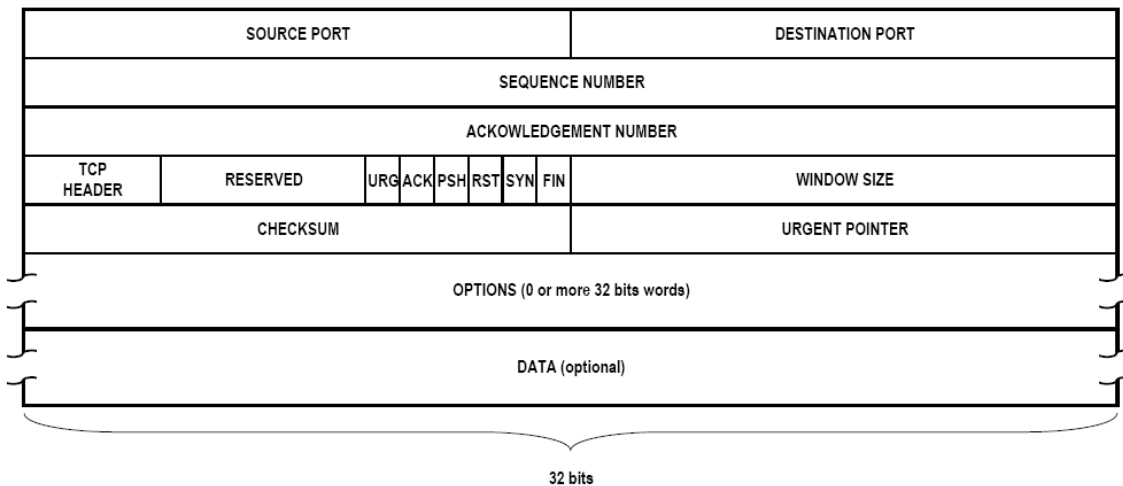 SOURCE PORT
DESTINATION PORT
SEQUENCE NUMBER
ACKOWLEDGEMENT NUMBER
TCP
HEADER
RESERVED
URG
ACK
PSH
RST
SYN
FIN
WINDOW SIZE
CHECKSUM
URGENT POINTER
OPTIONS (0 or more 32 bits words)
DATA (optional)
32 bits